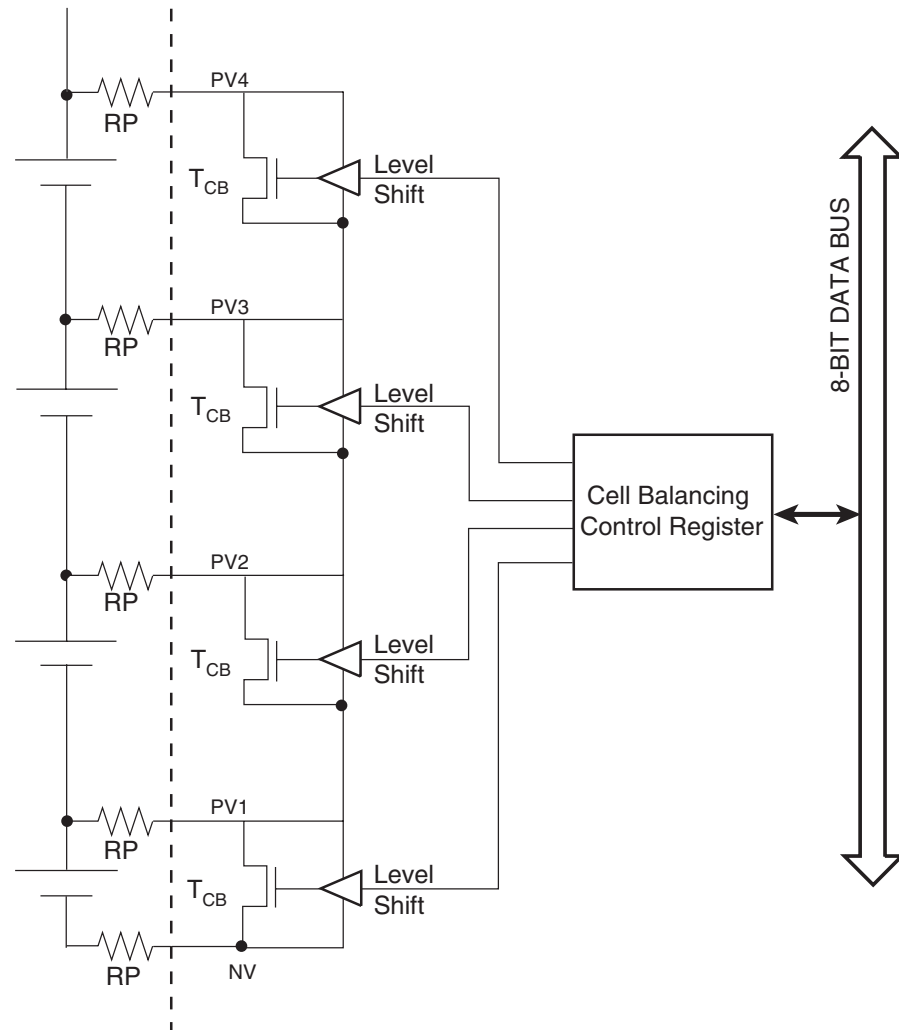 PV4
RP
Level
Shift
T_CB
8-BIT DATA BUS
PV3
RP
Level
Shift
T_CB
Cell Balancing
Control Register
PV2
RP
Level
Shift
T_CB
PV1
RP
Level
Shift
T_CB
RP
NV